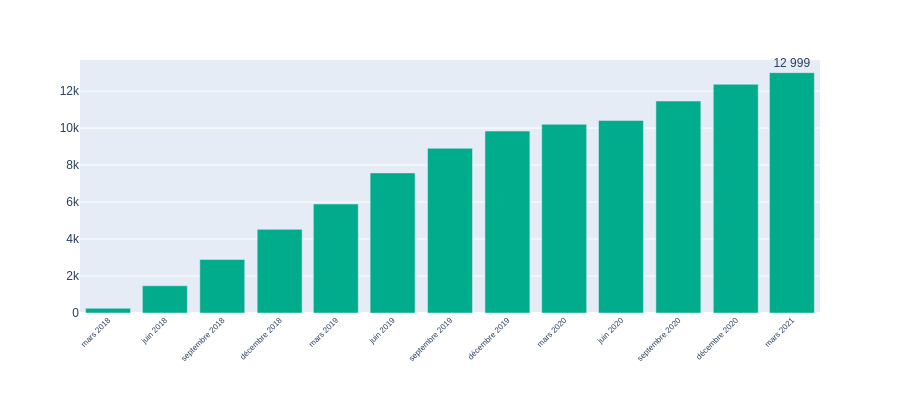 12 999
12k
10k
8k
6k
4k
2k
0
mars 2018
juin 2018
septembre 2018
décembre 2018
mars 2019
juin 2019
septembre 2019
décembre 2019
mars 2020
juin 2020
septembre 2020
décembre 2020
mars 2021